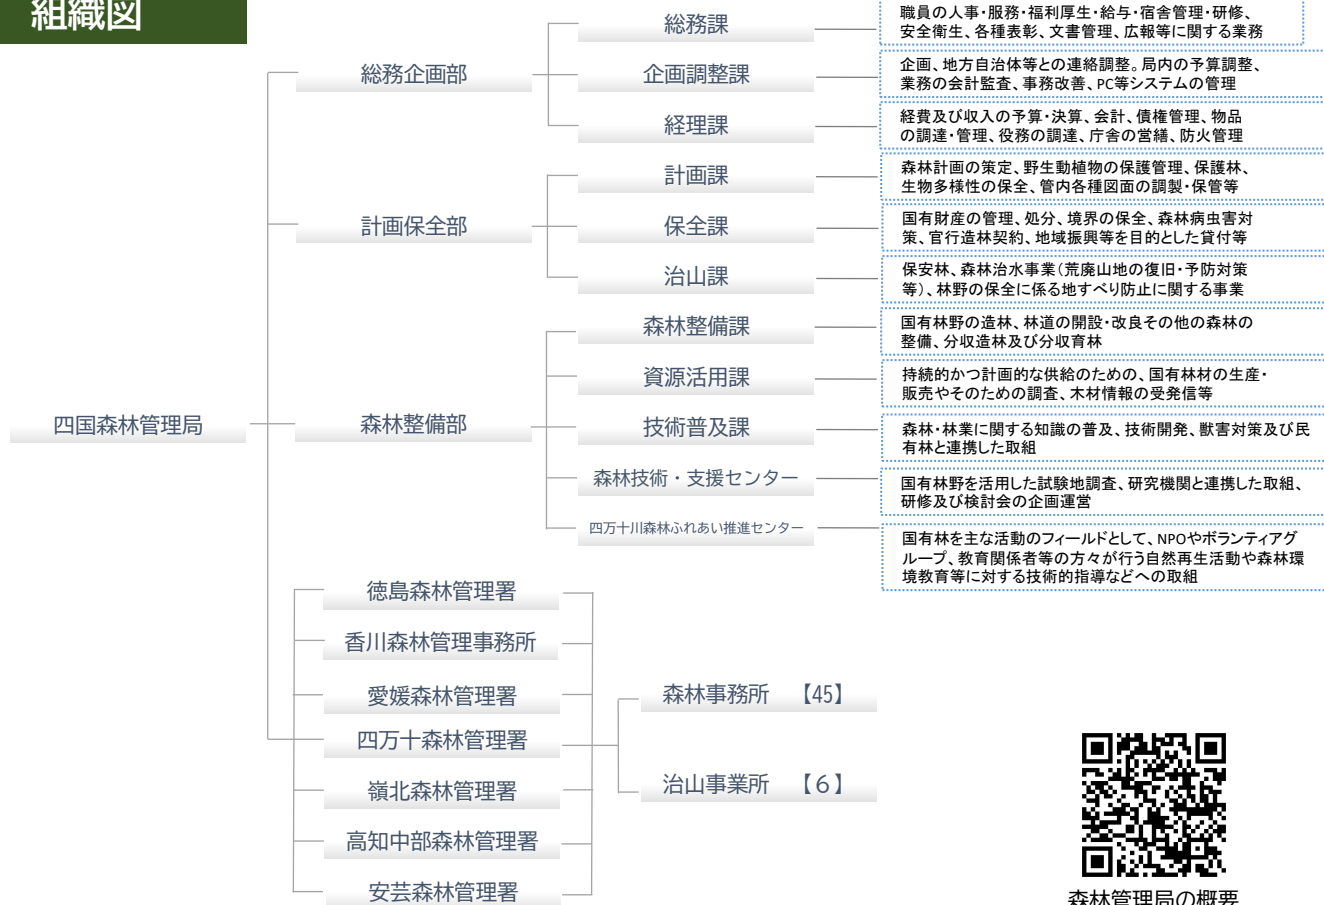 組織図
総務課
職員の人事・服務・福利厚生・給与・宿舎管理・研修、
安全衛生、各種表彰、文書管理、広報等に関する業務
総務企画部
企画調整課
企画、地方自治体等との連絡調整。局内の予算調整、
業務の会計監査、事務改善、PC等システムの管理
経理課
経費及び収入の予算・決算、会計、債権管理、物品
の調達・管理、役務の調達、庁舎の営繕、防火管理
計画課
森林計画の策定、野生動植物の保護管理、保護林、
生物多様性の保全、管内各種図面の調製・保管等
計画保全部
保全課
国有財産の管理、処分、境界の保全、森林病虫害対
策、官行造林契約、地域振興等を目的とした貸付等
治山課
保安林、森林治水事業（荒廃山地の復旧・予防対策
等）、林野の保全に係る地すべり防止に関する事業
森林整備課
国有林野の造林、林道の開設・改良その他の森林の
整備、分収造林及び分収育林
資源活用課
持続的かつ計画的な供給のための、国有林材の生産・
販売やそのための調査、木材情報の受発信等
四国森林管理局
森林整備部
技術普及課
森林・林業に関する知識の普及、技術開発、獣害対策及び民
有林と連携した取組
森林技術・支援センター
国有林野を活用した試験地調査、研究機関と連携した取組、
研修及び検討会の企画運営
四万十川森林ふれあい推進センター
国有林を主な活動のフィールドとして、NPOやボランティアグ
ループ、教育関係者等の方々が行う自然再生活動や森林環
境教育等に対する技術的指導などへの取組
徳島森林管理署
香川森林管理事務所
愛媛森林管理署
四万十森林管理署
嶺北森林管理署
高知中部森林管理署
安芸森林管理署
森林事務所　【45】
治山事業所　【６】
森林管理局の概要